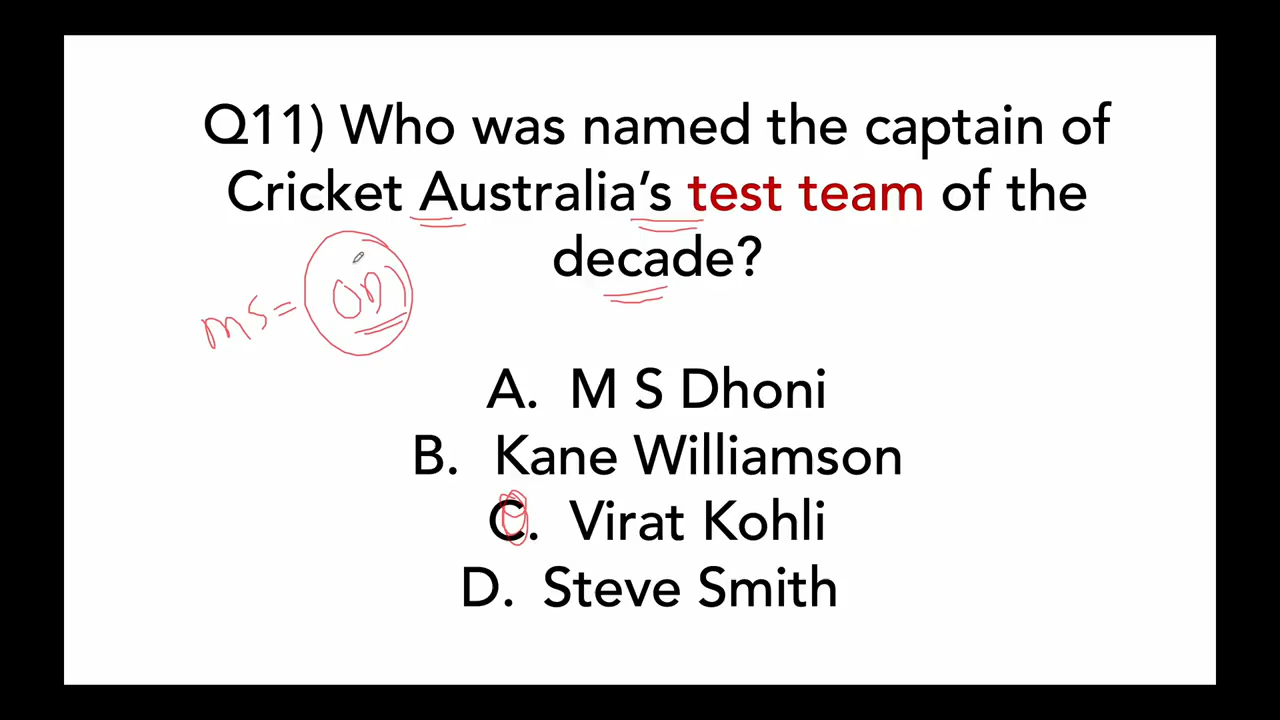 Q11) Who was named the captain of
Cricket Australia's test team of the
decade?
ms =
A. M S Dhoni
B. Kane Williamson
C. Virat Kohli
D. Steve Smith